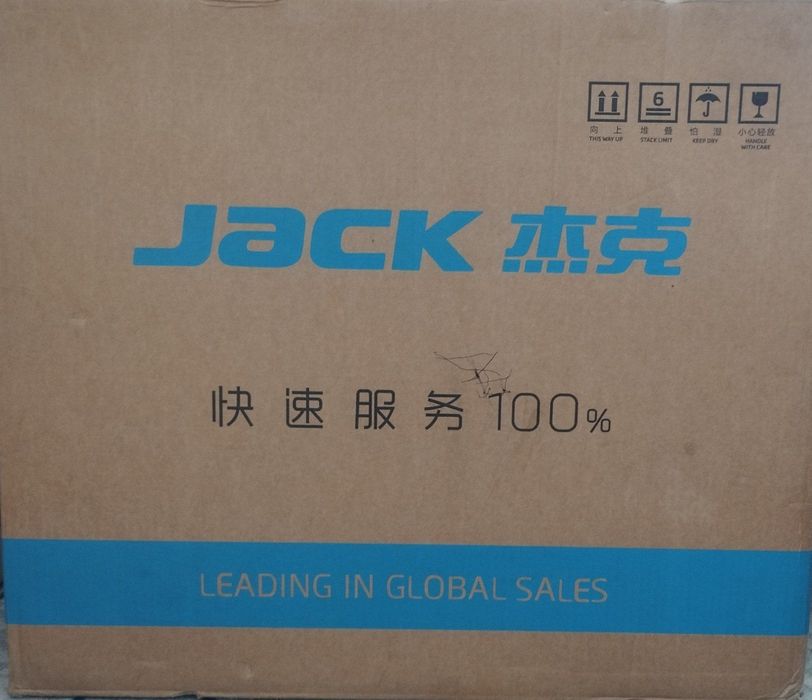 6
向上 堆叠 怕湿 小心轻放
THIS WAY UP STACK LIMIT KEEP DRY HANDLE WITH CARE
JACK 杰克
快速服务100%
LEADING IN GLOBAL SALES